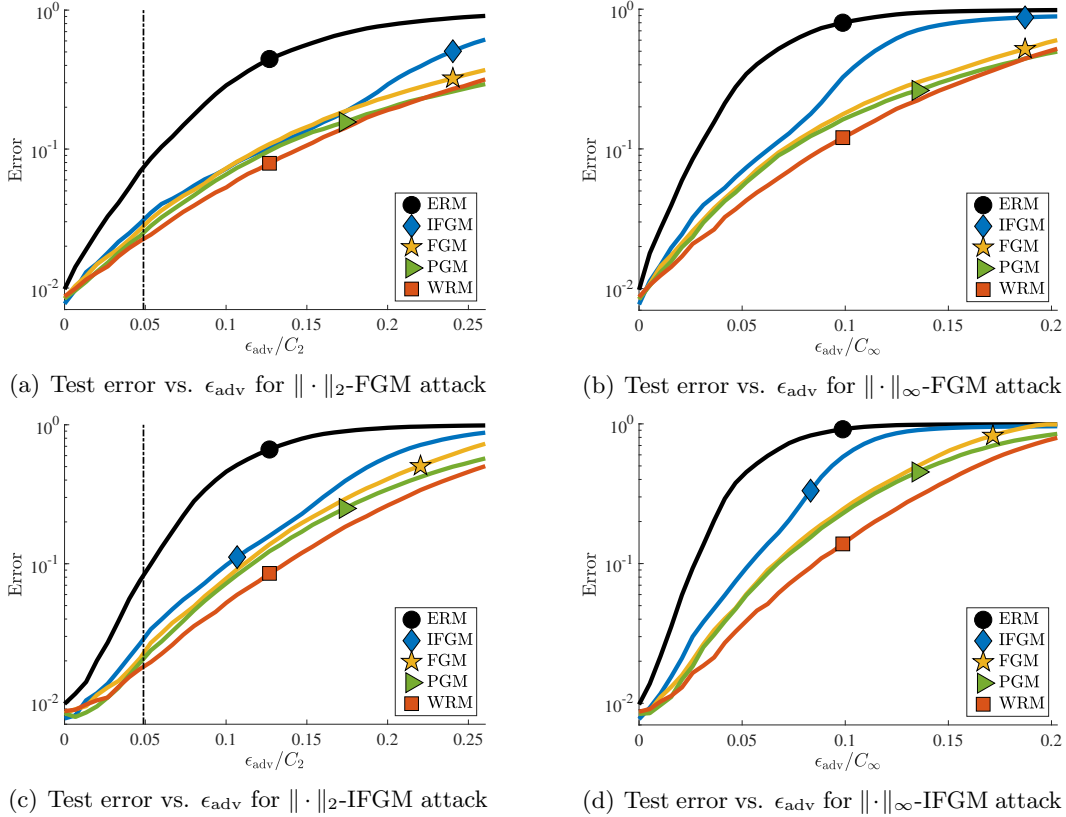 10^0
10^-1
10^-2
Error
0 0.05 0.1 0.15 0.2 0.25
ϵ_adv/C_2
ERM
IFGM
FGM
PGM
WRM
(a) Test error vs. ϵ_adv for ‖ · ‖_2-FGM attack
10^0
10^-1
10^-2
Error
0 0.05 0.1 0.15 0.2
ϵ_adv/C_∞
ERM
IFGM
FGM
PGM
WRM
(b) Test error vs. ϵ_adv for ‖ · ‖_∞-FGM attack
10^0
10^-1
10^-2
Error
0 0.05 0.1 0.15 0.2 0.25
ϵ_adv/C_2
ERM
IFGM
FGM
PGM
WRM
(c) Test error vs. ϵ_adv for ‖ · ‖_2-IFGM attack
10^0
10^-1
10^-2
Error
0 0.05 0.1 0.15 0.2
ϵ_adv/C_∞
ERM
IFGM
FGM
PGM
WRM
(d) Test error vs. ϵ_adv for ‖·‖_∞-IFGM attack